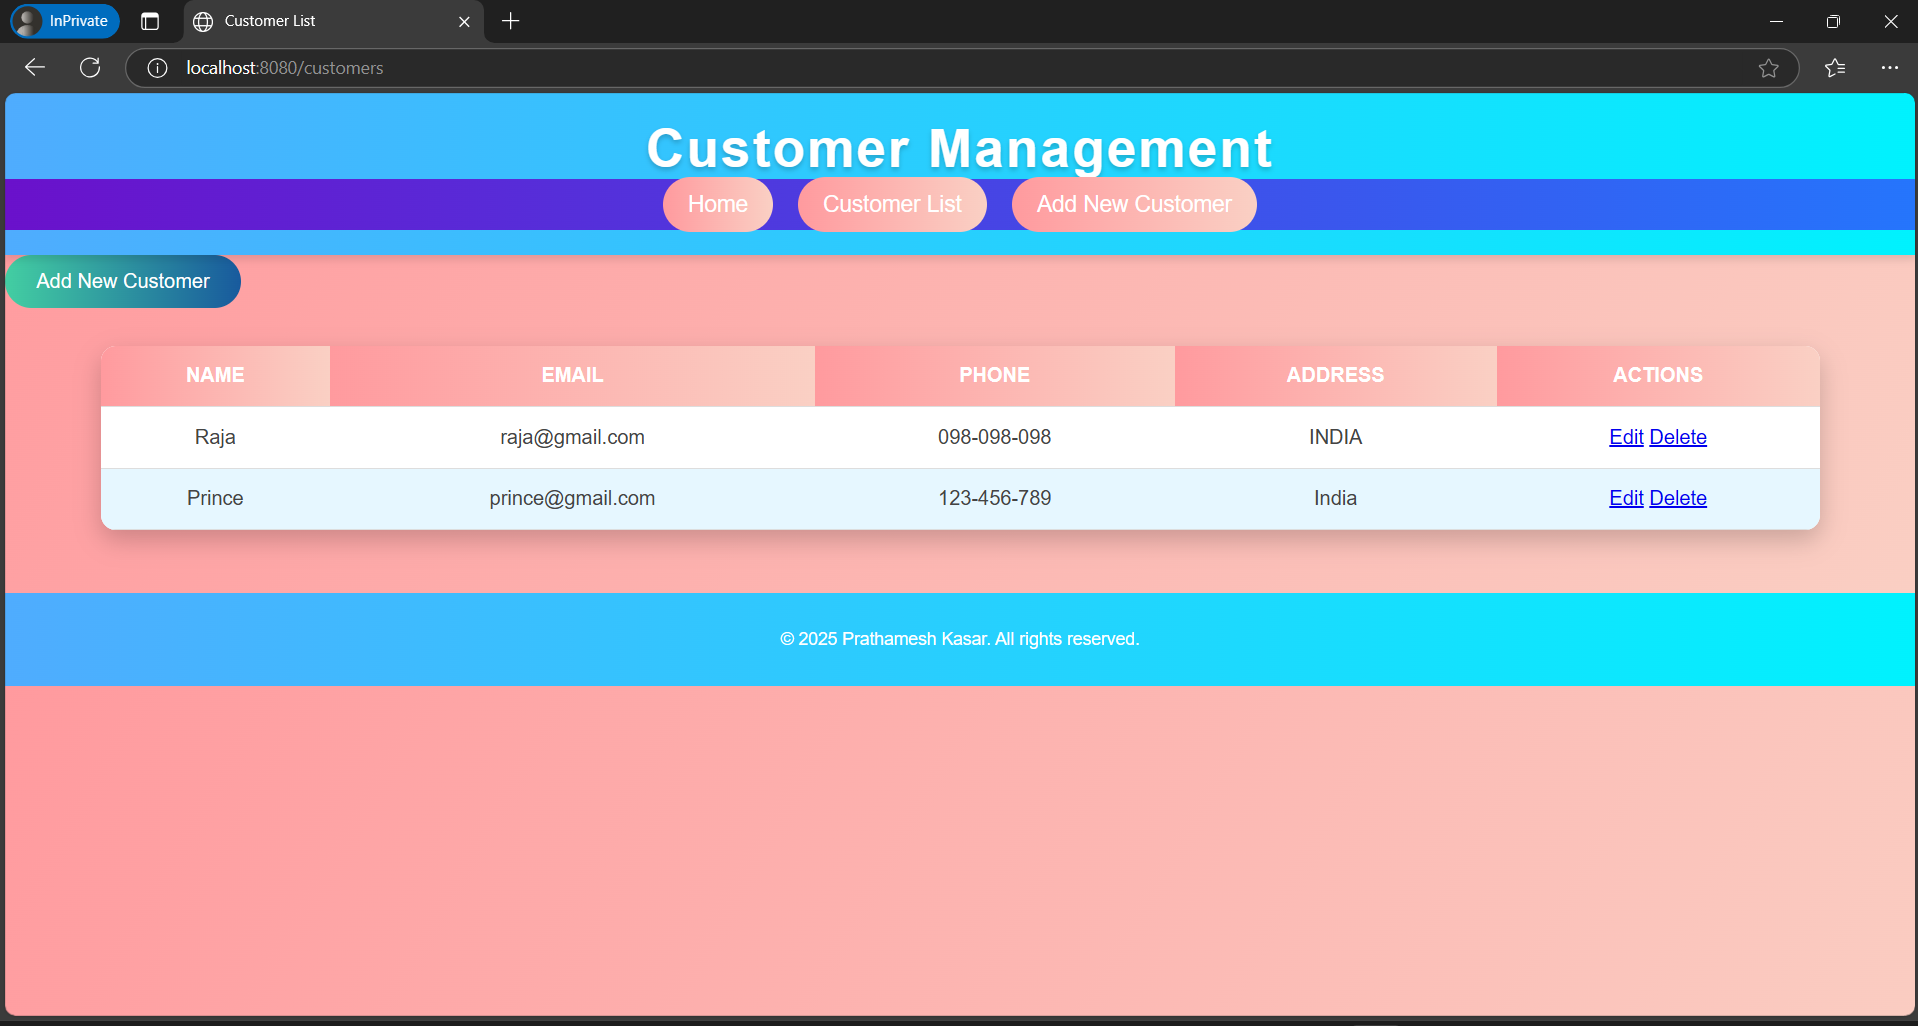 InPrivate
Customer List
localhost:8080/customers
Customer Management
Home Customer List Add New Customer
Add New Customer
NAME EMAIL PHONE ADDRESS ACTIONS
Raja raja@gmail.com 098-098-098 INDIA Edit Delete
Prince prince@gmail.com 123-456-789 India Edit Delete
© 2025 Prathamesh Kasar. All rights reserved.